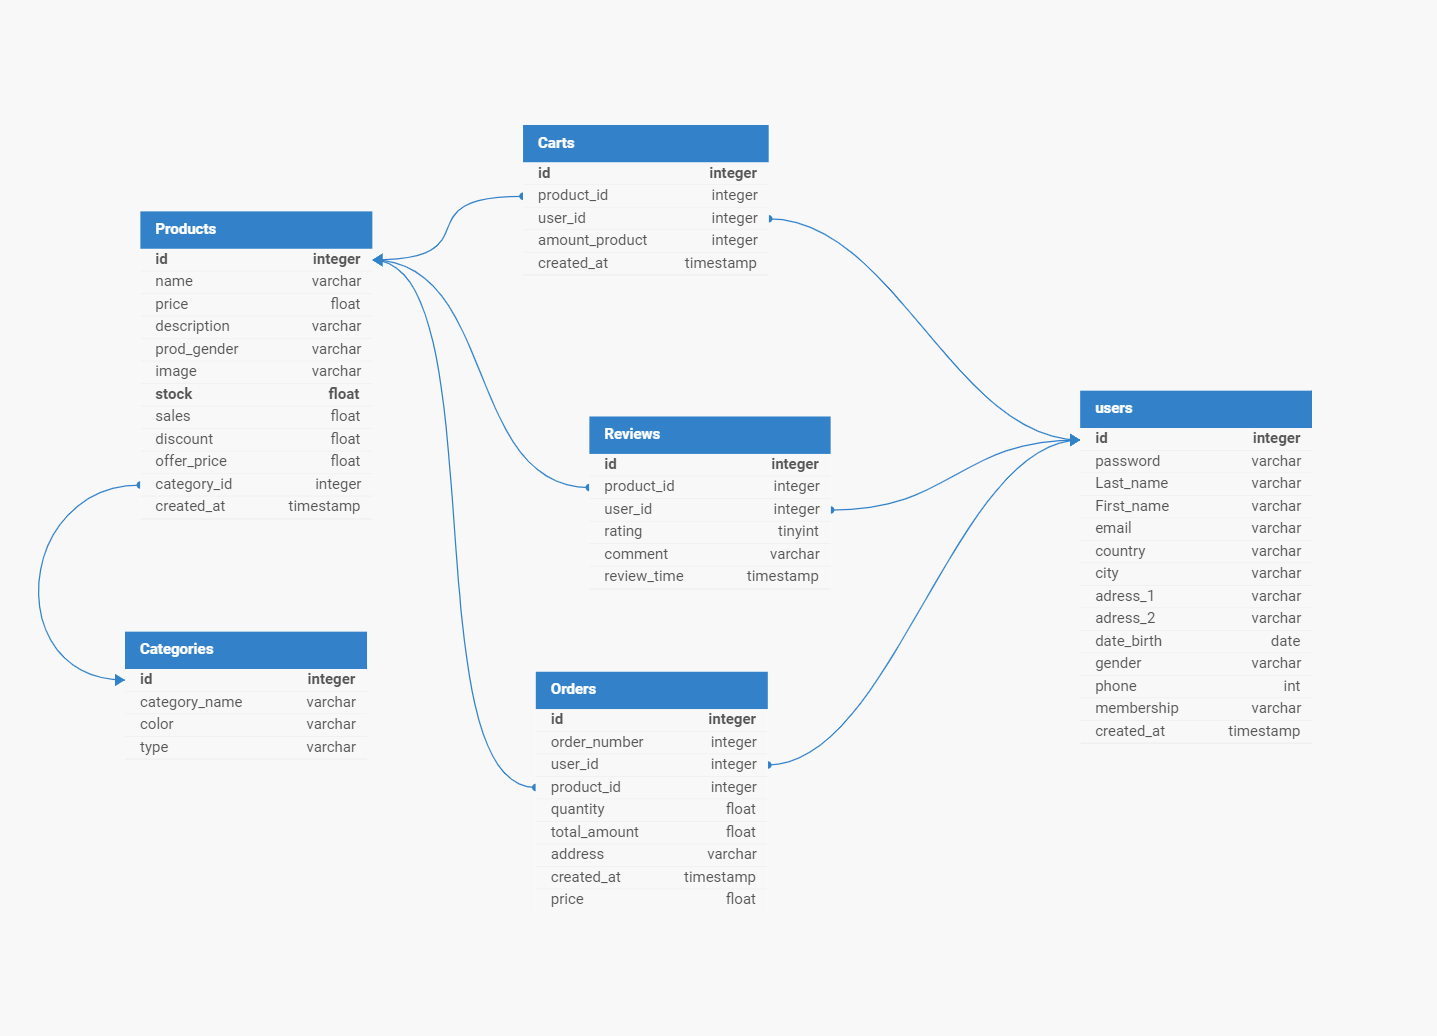 Carts
id integer
product_id integer
user_id integer
amount_product integer
created_at timestamp
Products
id integer
name varchar
price float
description varchar
prod_gender varchar
image varchar
stock float
sales float
discount float
offer_price float
category_id integer
created_at timestamp
Reviews
id integer
product_id integer
user_id integer
rating tinyint
comment varchar
review_time timestamp
users
id integer
password varchar
Last_name varchar
First_name varchar
email varchar
country varchar
city varchar
adress_1 varchar
adress_2 varchar
date_birth date
gender varchar
phone int
membership varchar
created_at timestamp
Categories
id integer
category_name varchar
color varchar
type varchar
Orders
id integer
order_number integer
user_id integer
product_id integer
quantity float
total_amount float
address varchar
created_at timestamp
price float